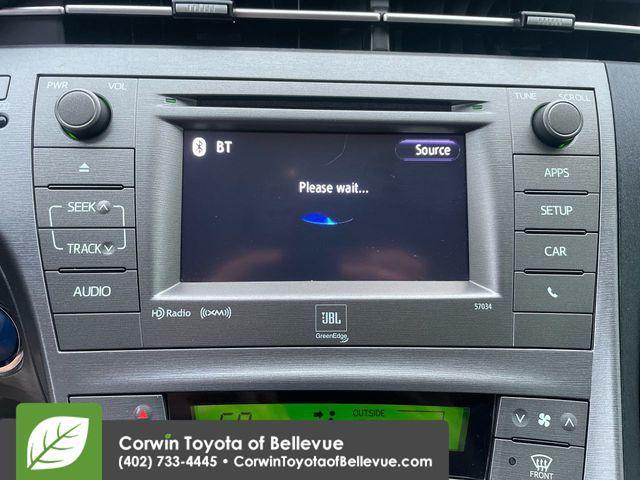 PWR VOL
TUNE SCROLL
BT
Source
Please wait...
SEEK
TRACK
AUDIO
APPS
SETUP
CAR
HD Radio ((XM))
JBL
GreenEdge
57034
OUTSIDE
FRONT
Corwin Toyota of Bellevue
(402) 733-4445 • CorwinToyotaofBellevue.com